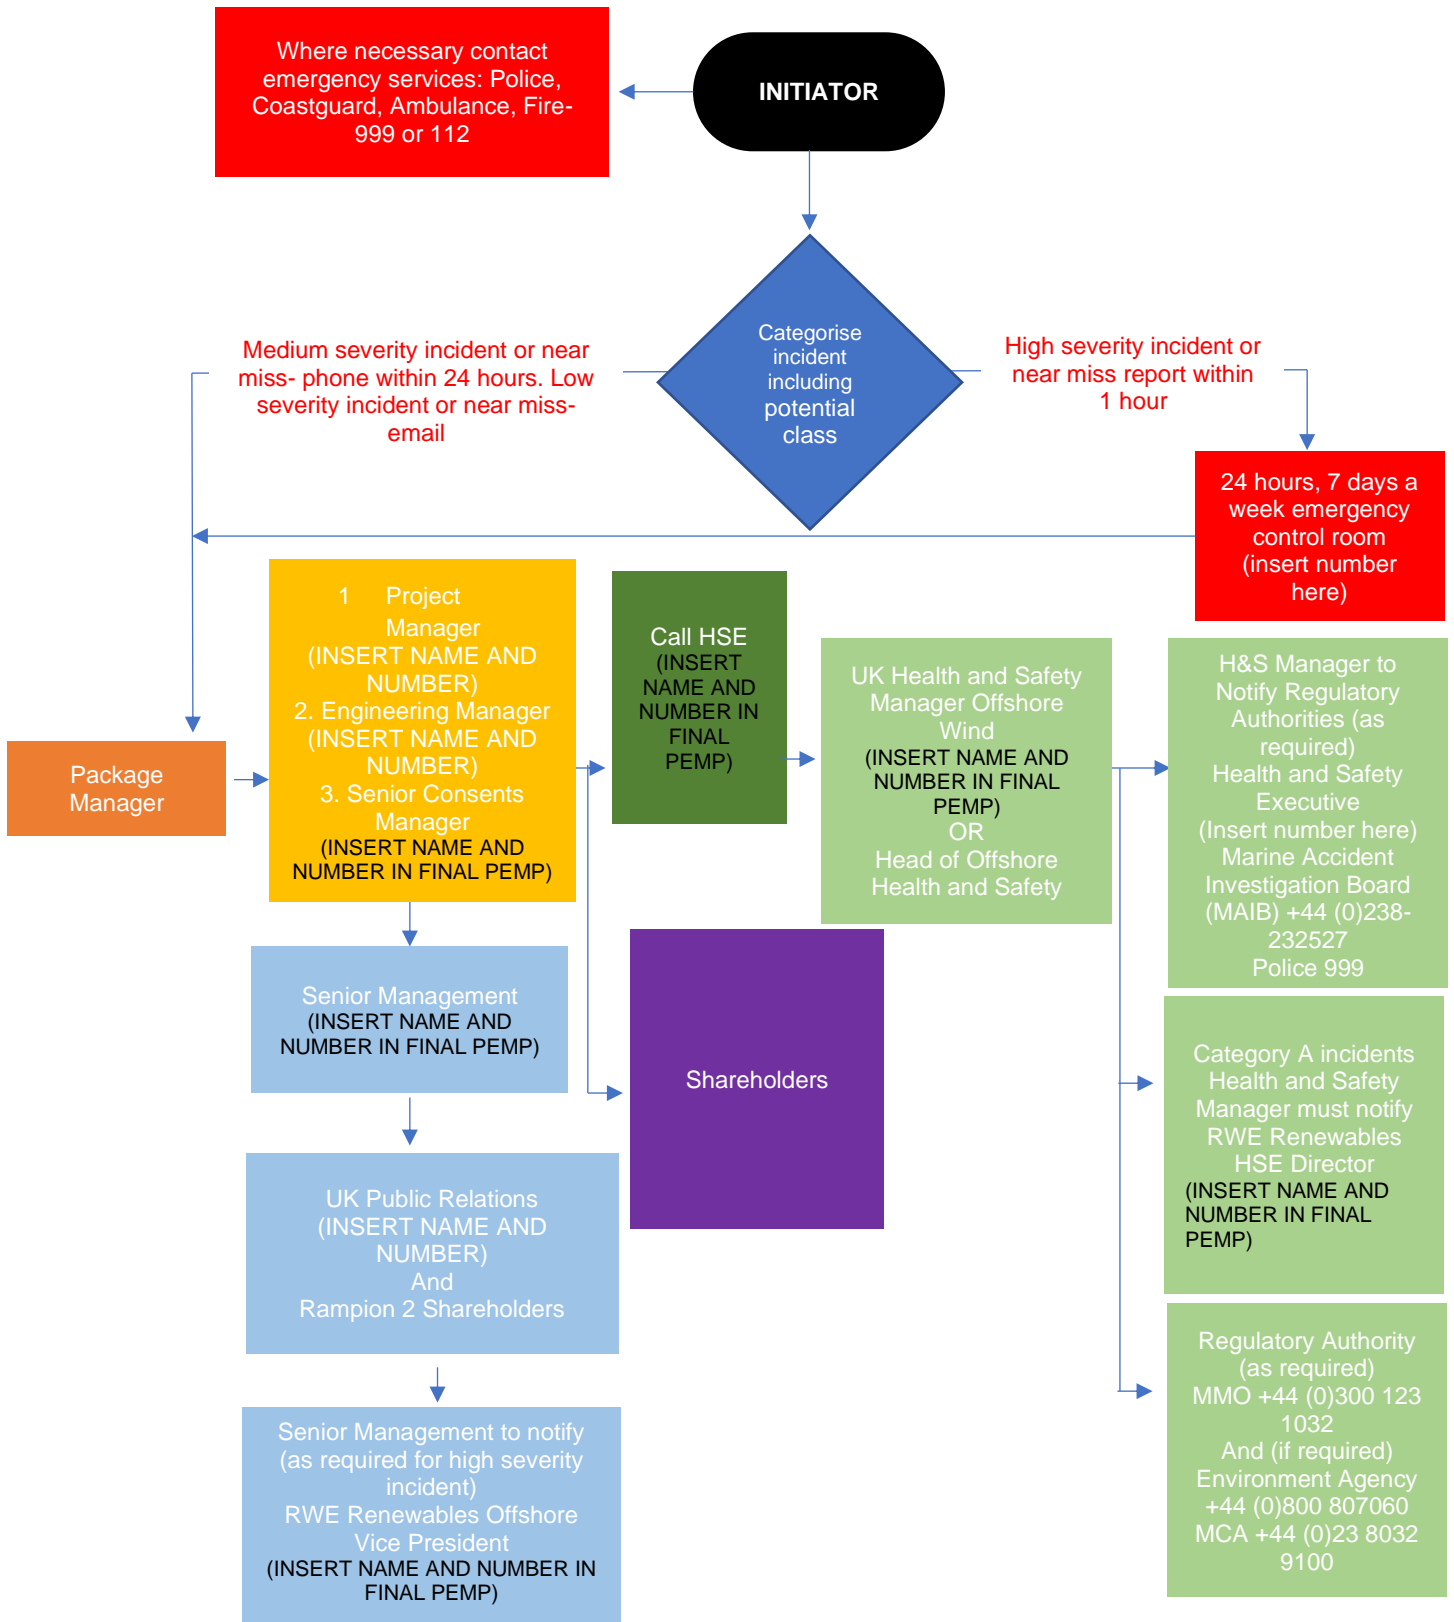 Where necessary contact
emergency services: Police,
Coastguard, Ambulance, Fire-
999 or 112
INITIATOR
Categorise
incident
including
potential
class
Medium severity incident or near
miss- phone within 24 hours. Low
severity incident or near miss-
email
High severity incident or
near miss report within
1 hour
24 hours, 7 days a
week emergency
control room
(insert number
here)
Package
Manager
1 Project
Manager
(INSERT NAME AND
NUMBER)
2. Engineering Manager
(INSERT NAME AND
NUMBER)
3. Senior Consents
Manager
(INSERT NAME AND
NUMBER IN FINAL PEMP)
Call HSE
(INSERT
NAME AND
NUMBER IN
FINAL
PEMP)
UK Health and Safety
Manager Offshore
Wind
(INSERT NAME AND
NUMBER IN FINAL
PEMP)
OR
Head of Offshore
Health and Safety
H&S Manager to
Notify Regulatory
Authorities (as
required)
Health and Safety
Executive
(Insert number here)
Marine Accident
Investigation Board
(MAIB) +44 (0)238-
232527
Police 999
Senior Management
(INSERT NAME AND
NUMBER IN FINAL PEMP)
Shareholders
Category A incidents
Health and Safety
Manager must notify
RWE Renewables
HSE Director
(INSERT NAME AND
NUMBER IN FINAL
PEMP)
UK Public Relations
(INSERT NAME AND
NUMBER)
And
Rampion 2 Shareholders
Regulatory Authority
(as required)
MMO +44 (0)300 123
1032
And (if required)
Environment Agency
+44 (0)800 807060
MCA +44 (0)23 8032
9100
Senior Management to notify
(as required for high severity
incident)
RWE Renewables Offshore
Vice President
(INSERT NAME AND NUMBER IN
FINAL PEMP)